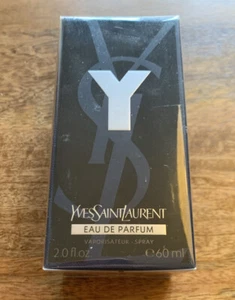 Y
YVESSAINTLAURENT
EAU DE PARFUM
VAPORISATEUR - SPRAY
2.0 fl oz e 60 ml